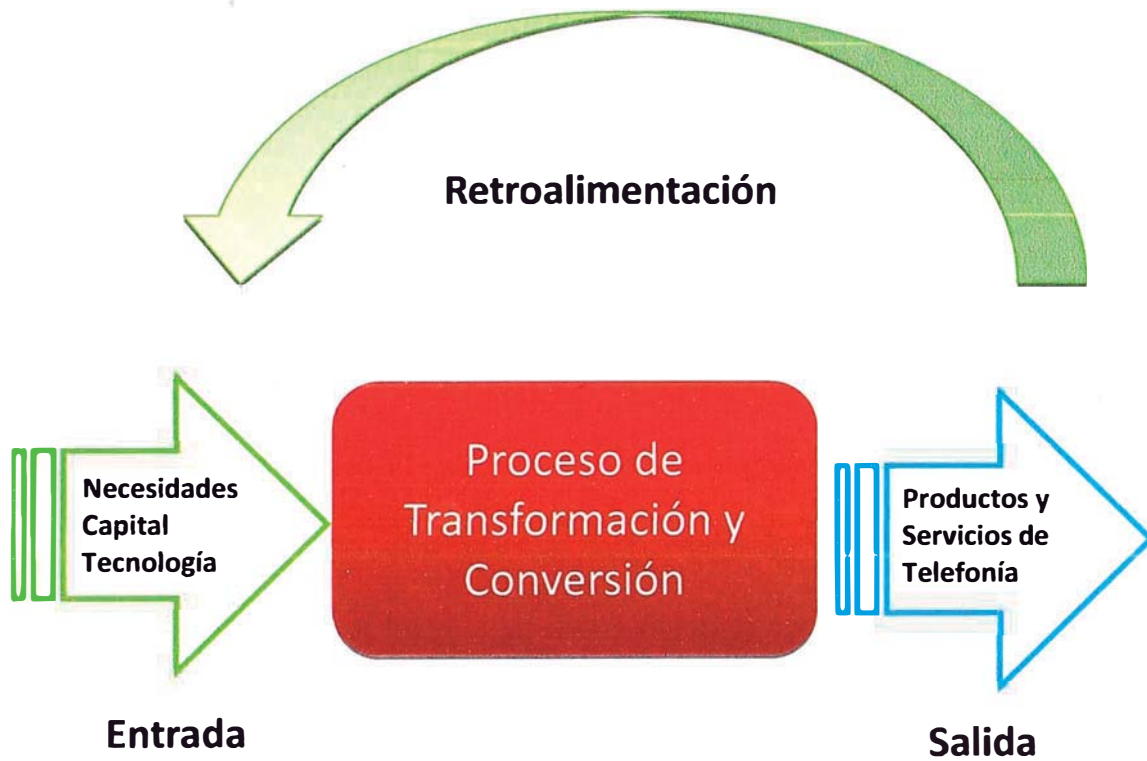 Retroalimentación
Necesidades
Capital
Tecnología
Proceso de
Transformación y
Conversión
Productos y
Servicios de
Telefonía
Entrada
Salida